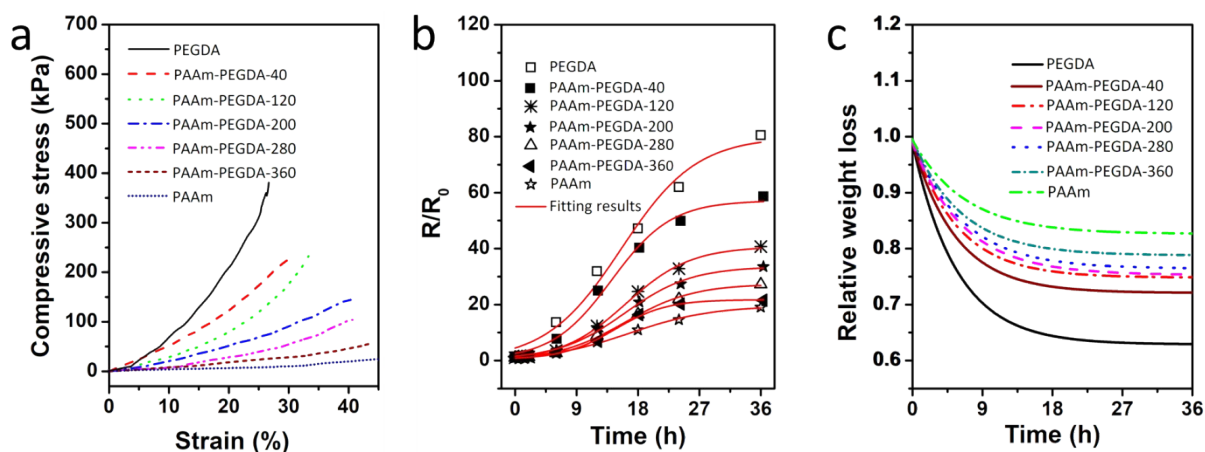 a
700
600
500
400
300
200
100
0
Compressive stress (kPa)
PEGDA
PAAm-PEGDA-40
PAAm-PEGDA-120
PAAm-PEGDA-200
PAAm-PEGDA-280
PAAm-PEGDA-360
PAAm
0 10 20 30 40
Strain (%)
b
120
100
80
60
40
20
0
R/R0
PEGDA
PAAm-PEGDA-40
PAAm-PEGDA-120
PAAm-PEGDA-200
PAAm-PEGDA-280
PAAm-PEGDA-360
PAAm
Fitting results
0 9 18 27 36
Time (h)
c
1.2
1.1
1.0
0.9
0.8
0.7
0.6
Relative weight loss
PEGDA
PAAm-PEGDA-40
PAAm-PEGDA-120
PAAm-PEGDA-200
PAAm-PEGDA-280
PAAm-PEGDA-360
PAAm
0 9 18 27 36
Time (h)